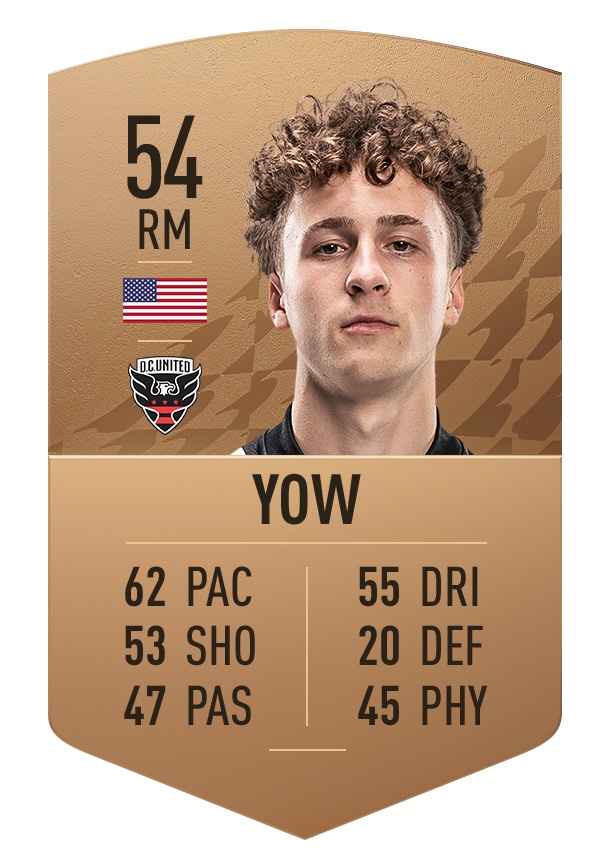 54
RM
D.C.UNITED
YOW
62 PAC
53 SHO
47 PAS
55 DRI
20 DEF
45 PHY